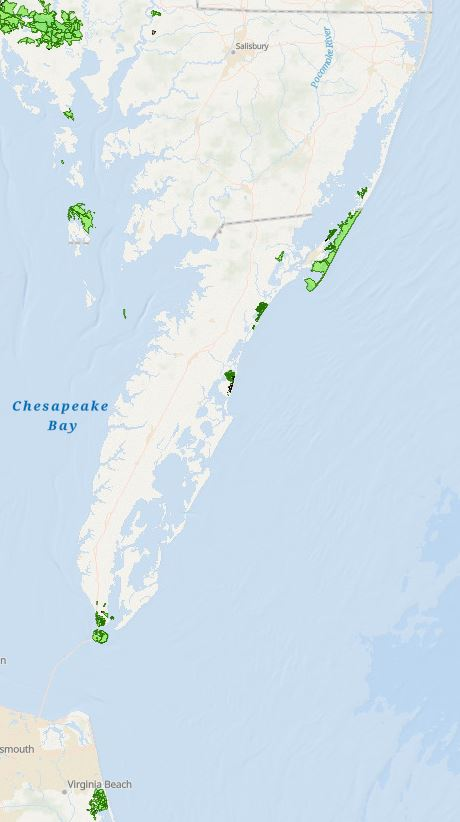 Salisbury
Pocomoke River
Chesapeake
Bay
n
smouth
Virginia Beach